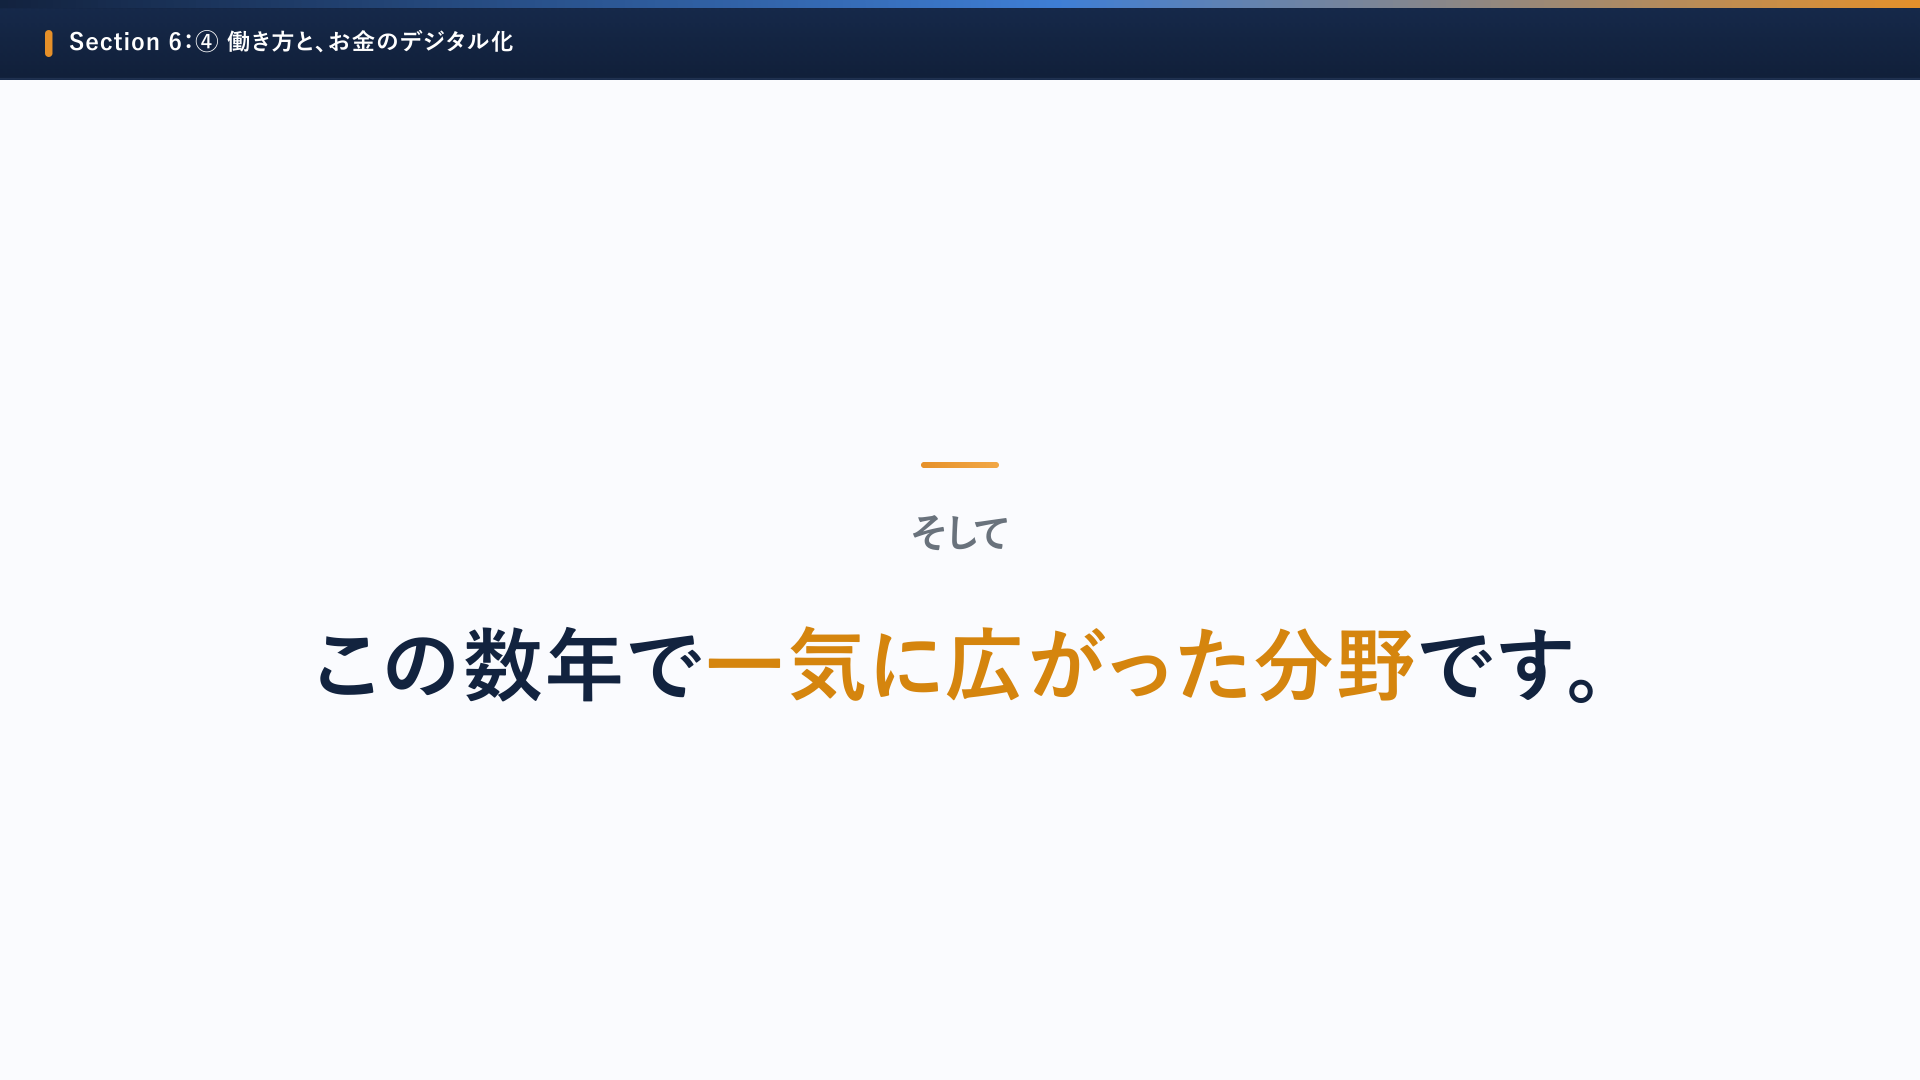 Section 6：④ 働き方と、お金のデジタル化
そして
この数年で一気に広がった分野です。